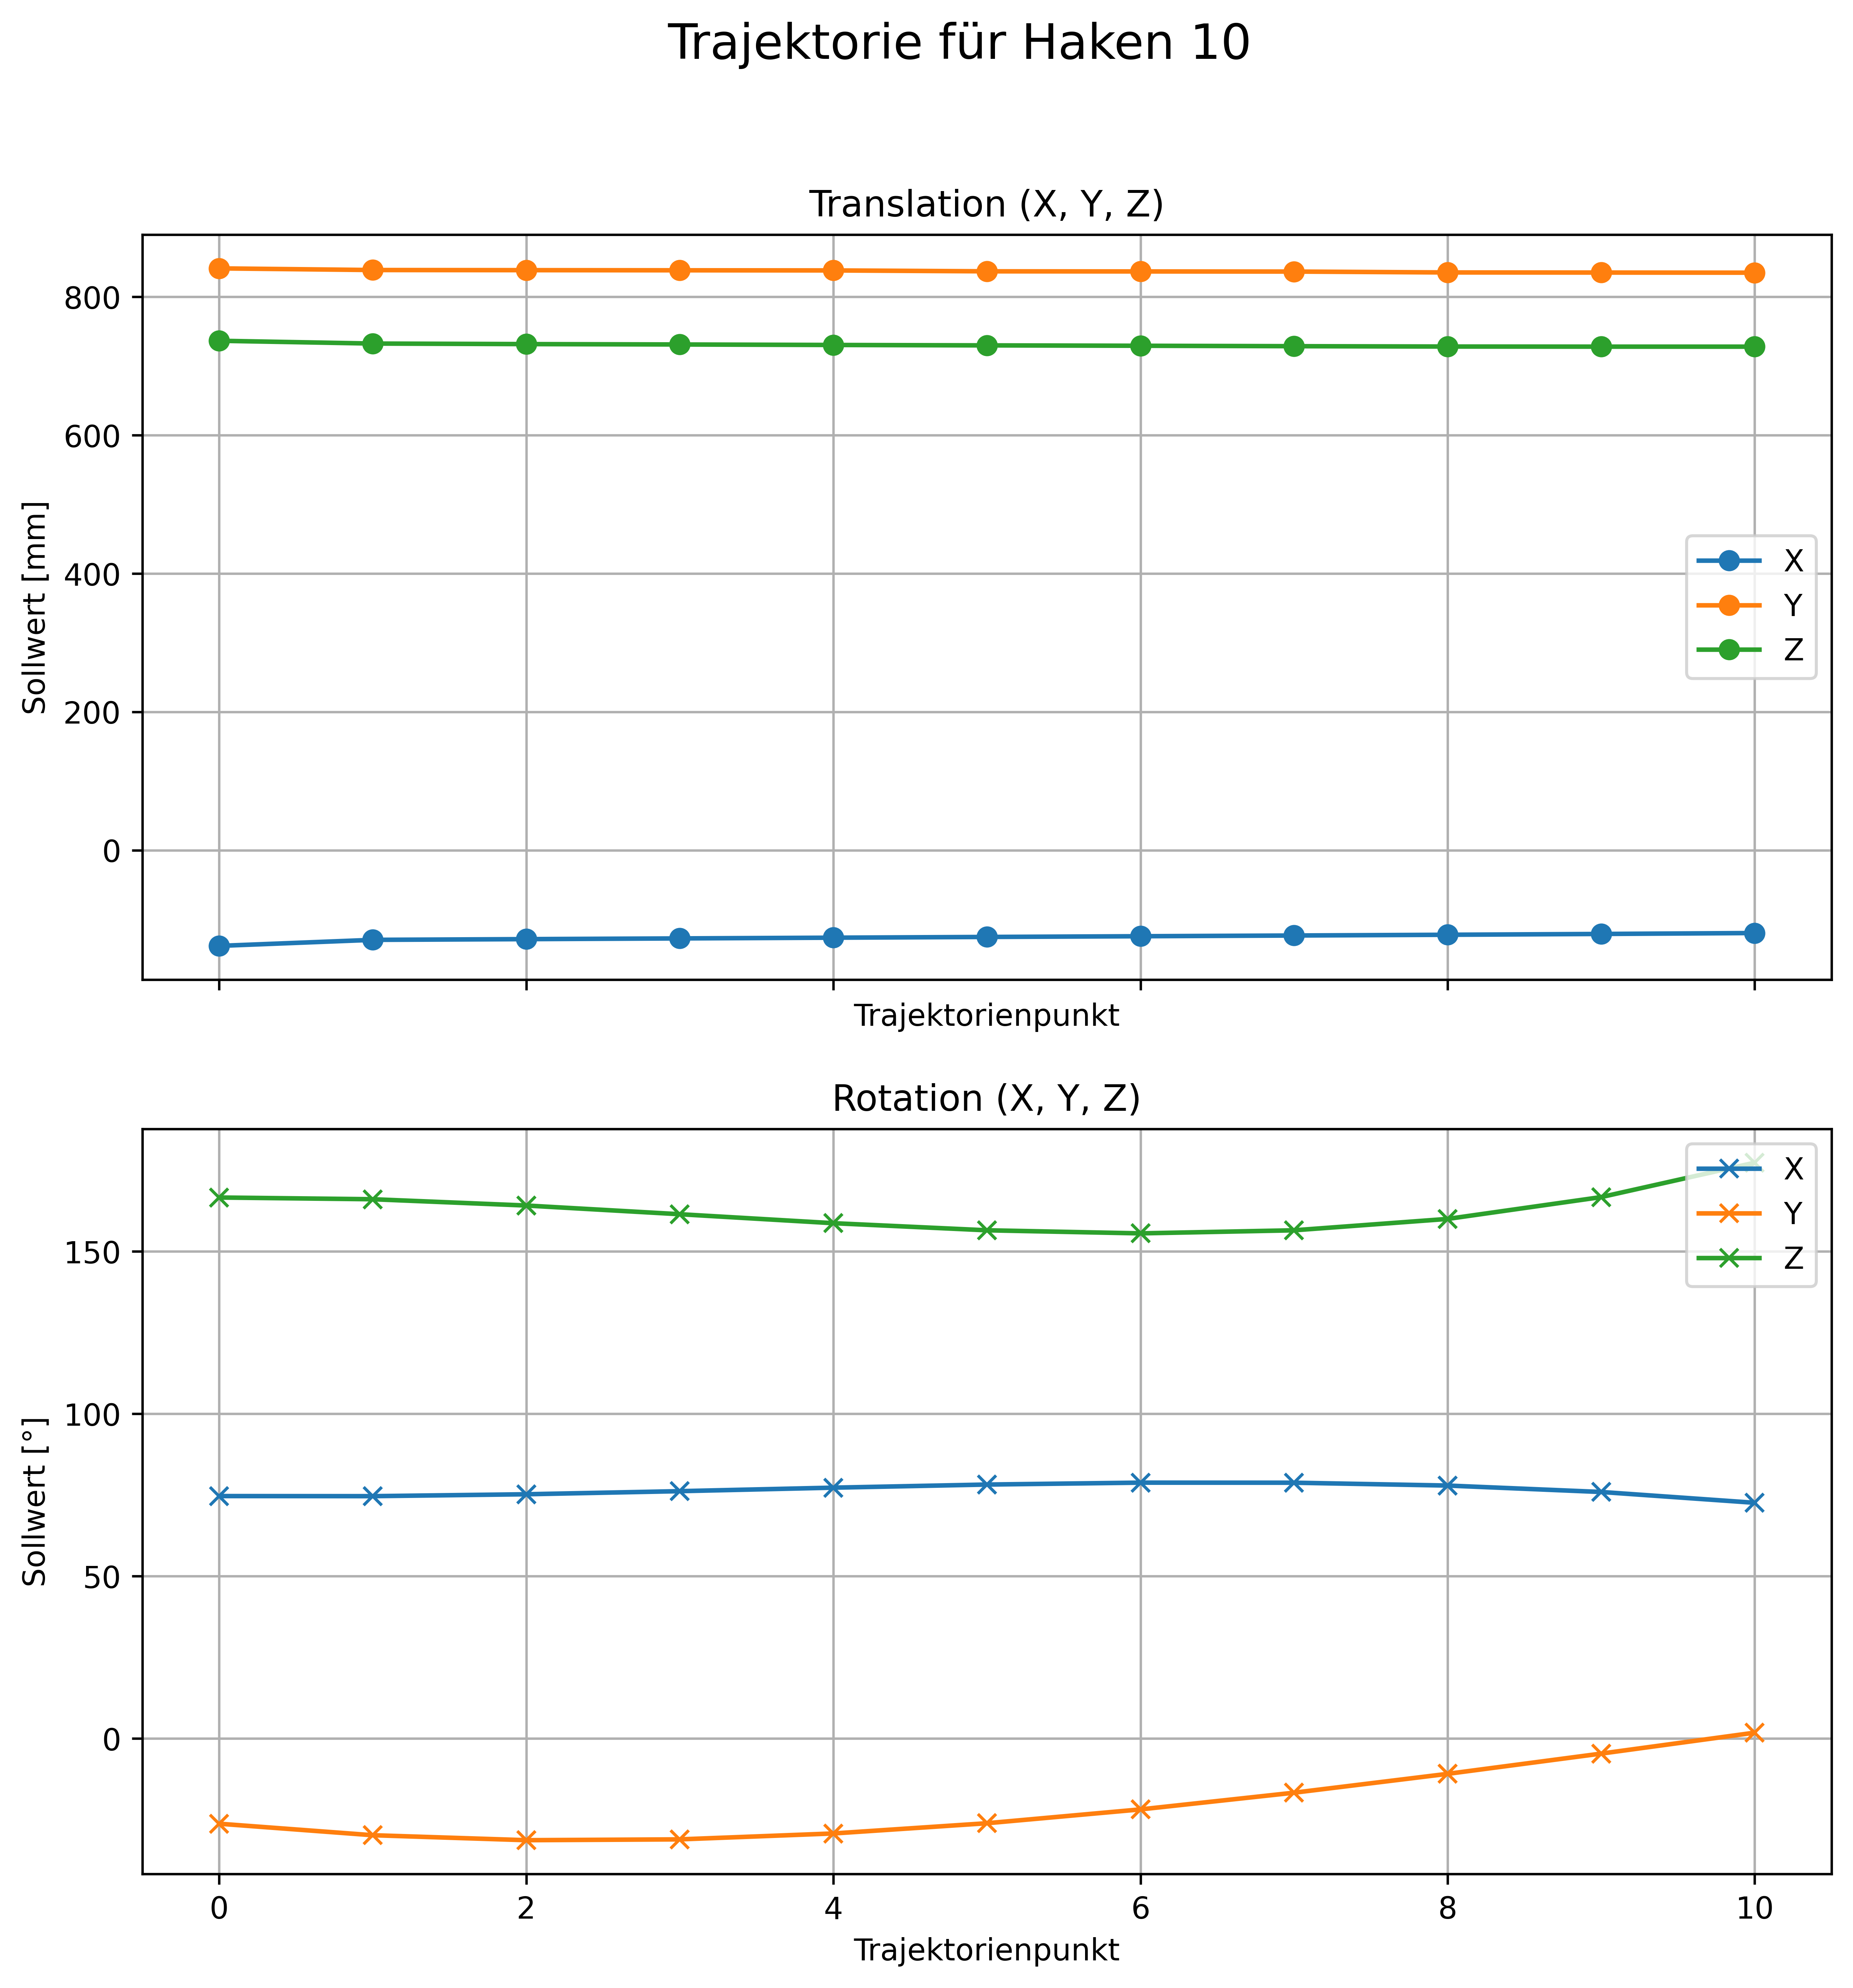 Trajektorie für Haken 10
Translation (X, Y, Z)
Sollwert [mm]
800
600
400
200
0
X
Y
Z
Trajektorienpunkt
Rotation (X, Y, Z)
Sollwert [°]
150
100
50
0
X
Y
Z
0 2 4 6 8 10
Trajektorienpunkt